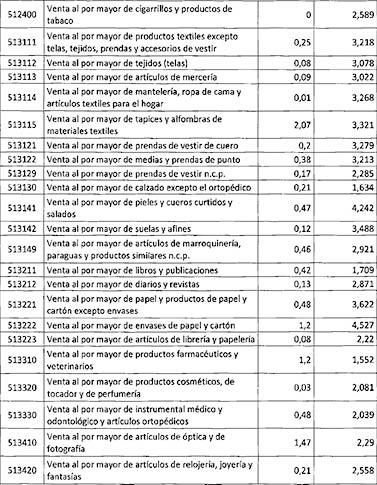 512400 Venta al por mayor de cigarrillos y productos de tabaco 0 2,589
513111 Venta al por mayor de productos textiles excepto telas, tejidos, prendas y accesorios de vestir 0,25 3,218
513112 Venta al por mayor de tejidos (telas) 0,08 3,078
513113 Venta al por mayor de artículos de mercería 0,09 3,022
513114 Venta al por mayor de mantelería, ropa de cama y artículos textiles para el hogar 0,01 3,268
513115 Venta al por mayor de tapices y alfombras de materiales textiles 2,07 3,321
513121 Venta al por mayor de prendas de vestir de cuero 0,2 3,279
513122 Venta al por mayor de medias y prendas de punto 0,38 3,213
513129 Venta al por mayor de prendas de vestir n.c.p. 0,17 2,285
513130 Venta al por mayor de calzado excepto el ortopédico 0,21 1,634
513141 Venta al por mayor de pieles y cueros curtidos y salados 0,47 4,242
513142 Venta al por mayor de suelas y afines 0,12 3,488
513149 Venta al por mayor de artículos de marroquinería, paraguas y productos similares n.c.p. 0,46 2,921
513211 Venta al por mayor de libros y publicaciones 0,42 1,709
513212 Venta al por mayor de diarios y revistas 0,13 2,871
513221 Venta al por mayor de papel y productos de papel y cartón excepto envases 0,48 3,622
513222 Venta al por mayor de envases de papel y cartón 1,2 4,527
513223 Venta al por mayor de artículos de librería y papelería 0,08 2,22
513310 Venta al por mayor de productos farmacéuticos y veterinarios 1,2 1,552
513320 Venta al por mayor de productos cosméticos, de tocador y de perfumería 0,03 2,081
513330 Venta al por mayor de instrumental médico y odontológico y artículos ortopédicos 0,48 2,039
513410 Venta al por mayor de artículos de óptica y de fotografía 1,47 2,29
513420 Venta al por mayor de artículos de relojería, joyería y fantasías 0,21 2,558